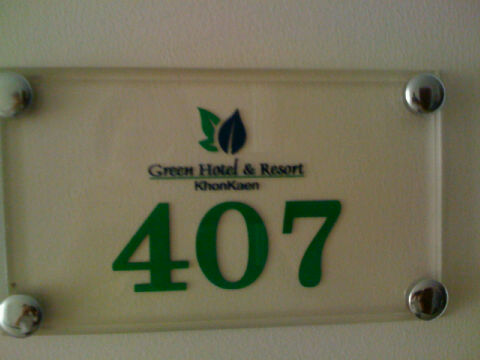 Green Hotel & Resort
KhonKaen
407